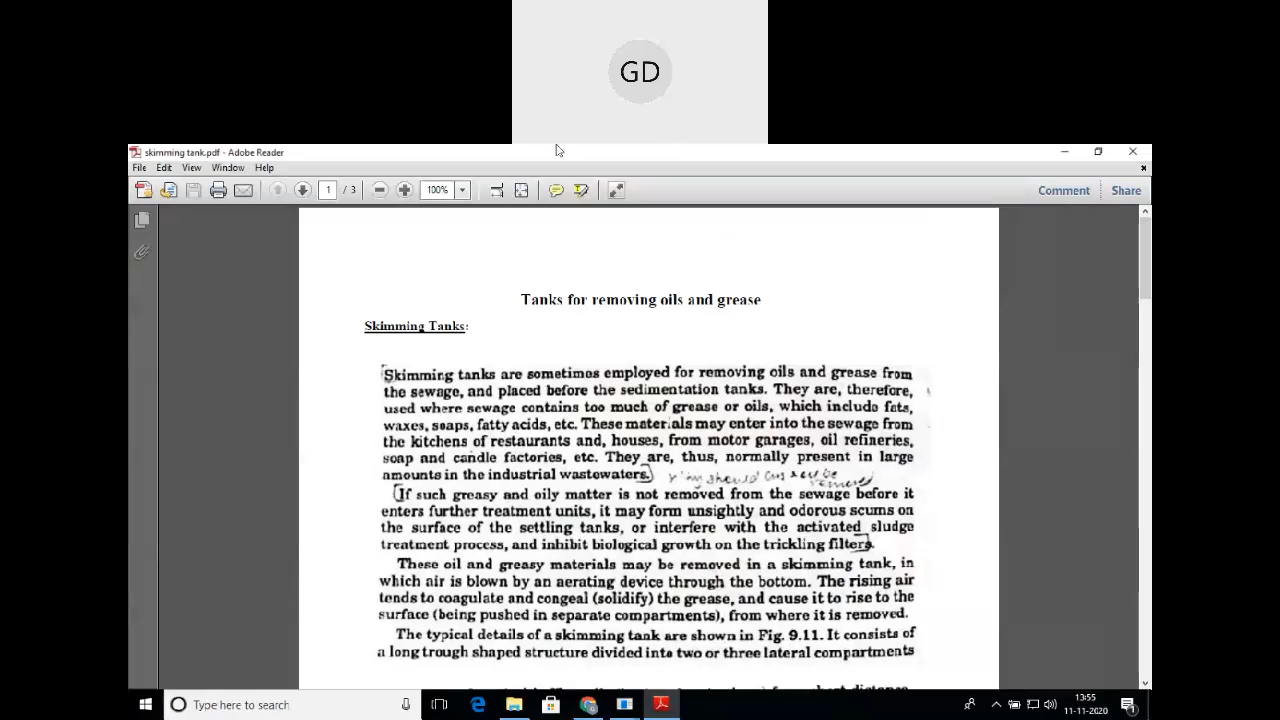 GD
skimming tank.pdf - Adobe Reader
File Edit View Window Help
1 / 3 100% Comment Share
Tanks for removing oils and grease
Skimming Tanks:
Skimming tanks are sometimes employed for removing oils and grease from
the sewage, and placed before the sedimentation tanks. They are, therefore,
used where sewage contains too much of grease or oils, which include fats,
waxes, soaps, fatty acids, etc. These materials may enter into the sewage from
the kitchens of restaurants and, houses, from motor garages, oil refineries,
soap and candle factories, etc. They are, thus, normally present in large
amounts in the industrial wastewaters.
[If such greasy and oily matter is not removed from the sewage before it
enters further treatment units, it may form unsightly and odorous scums on
the surface of the settling tanks, or interfere with the activated sludge
treatment process, and inhibit biological growth on the trickling filters.
These oil and greasy materials may be removed in a skimming tank, in
which air is blown by an aerating device through the bottom. The rising air
tends to coagulate and congeal (solidify) the grease, and cause it to rise to the
surface (being pushed in separate compartments), from where it is removed.
The typical details of a skimming tank are shown in Fig. 9.11. It consists of
a long trough shaped structure divided into two or three lateral compartments
Type here to search
13:55
11-11-2020